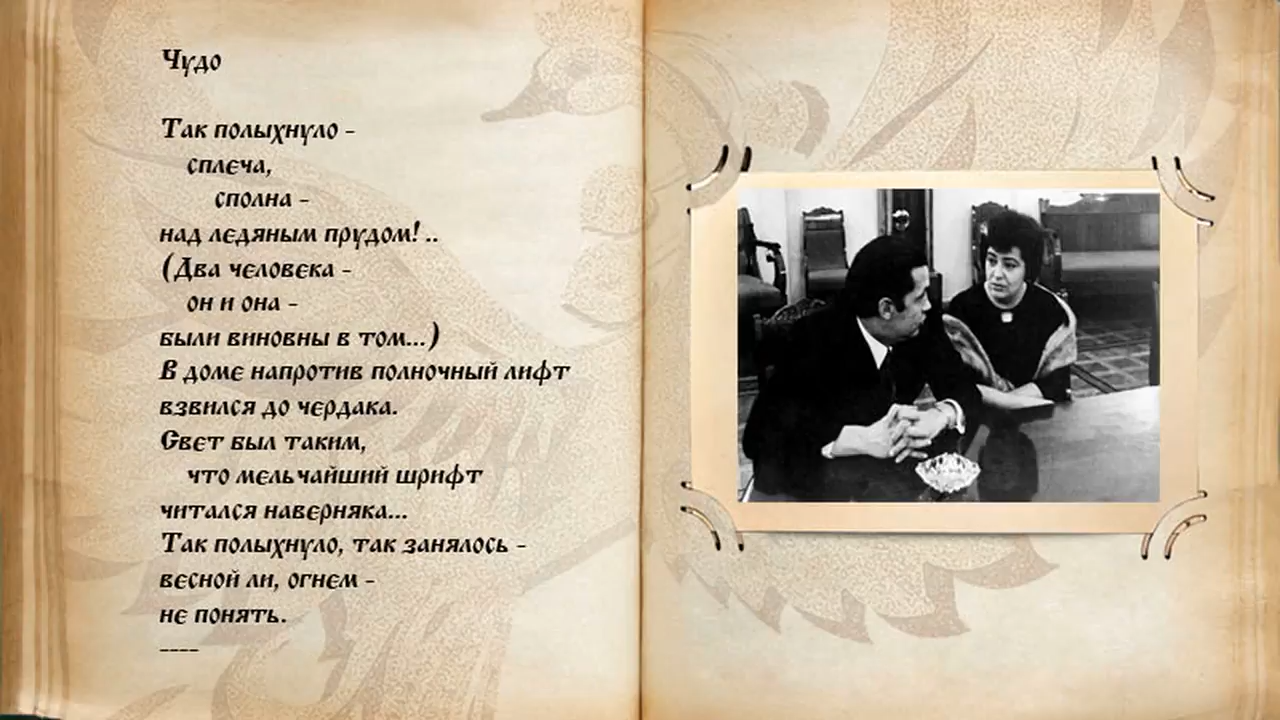 Чудо
Так полыхнуло –
сплеча,
сполна –
над ледяным прудом! ..
(Два человека –
он и она –
были виновны в том...)
В доме напротив полночный лифт
взвился до чердака.
Свет был таким,
что мельчайший шрифт
читался наверняка...
Так полыхнуло, так занялось –
весной ли, огнем –
не понять.
----